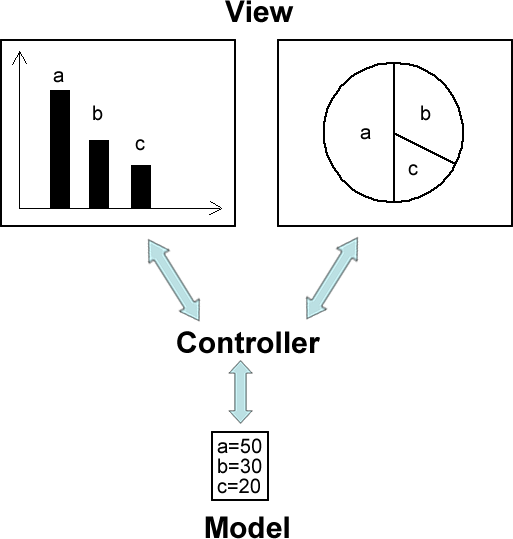 View
a
b
c
a
b
c
Controller
a=50
b=30
c=20
Model